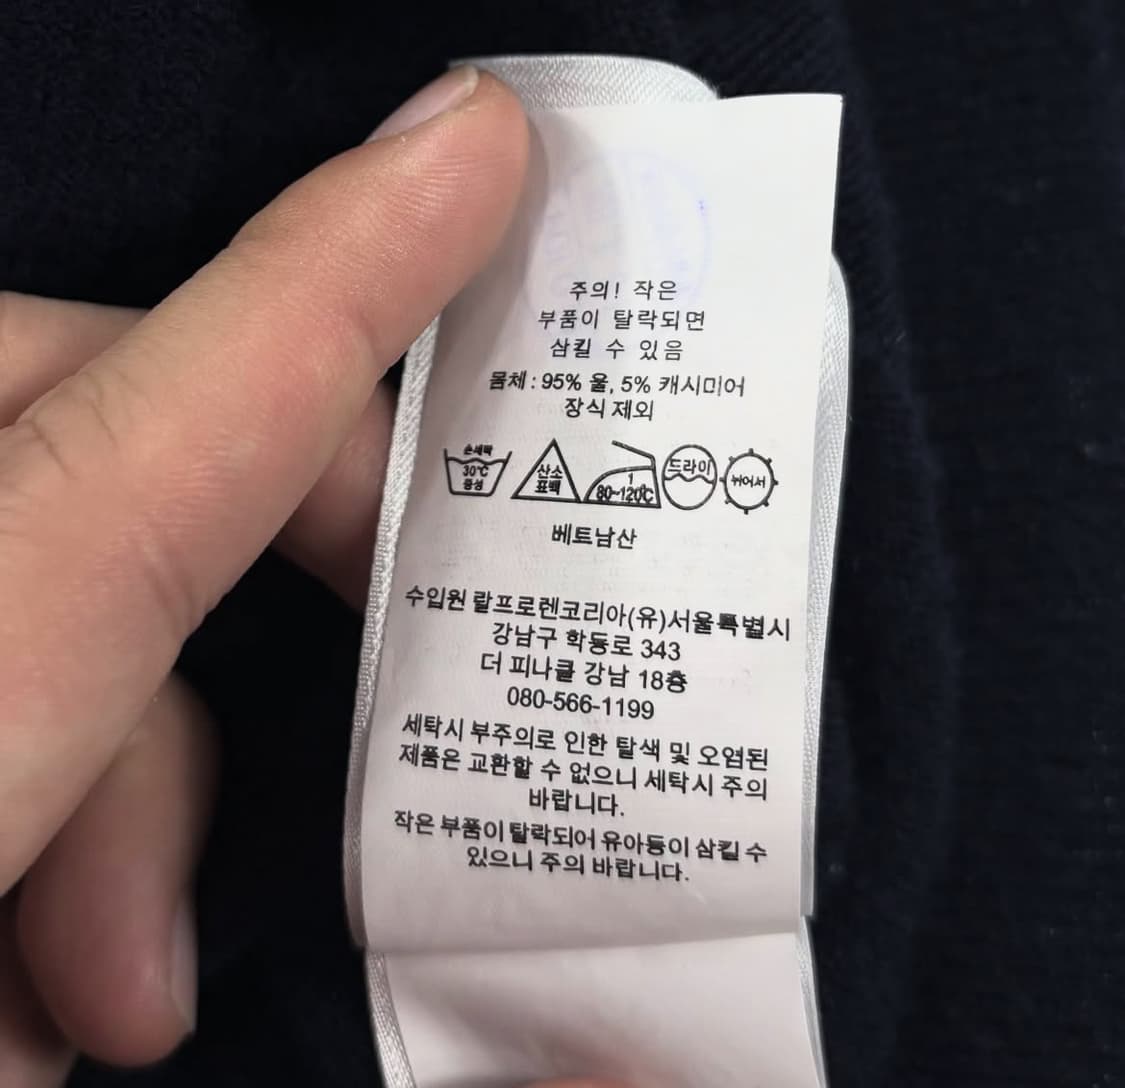 주의! 작은
부품이 탈락되면
삼킬 수 있음
몸체 : 95% 울, 5% 캐시미어
장식 제외
손세탁
30℃
중성
산소
표백
1
80~120℃
드라이
뉘어서
베트남산
수입원 랄프로렌코리아(유)서울특별시
강남구 학동로 343
더 피나클 강남 18층
080-566-1199
세탁시 부주의로 인한 탈색 및 오염된
제품은 교환할 수 없으니 세탁시 주의
바랍니다.
작은 부품이 탈락되어 유아등이 삼킬 수
있으니 주의 바랍니다.